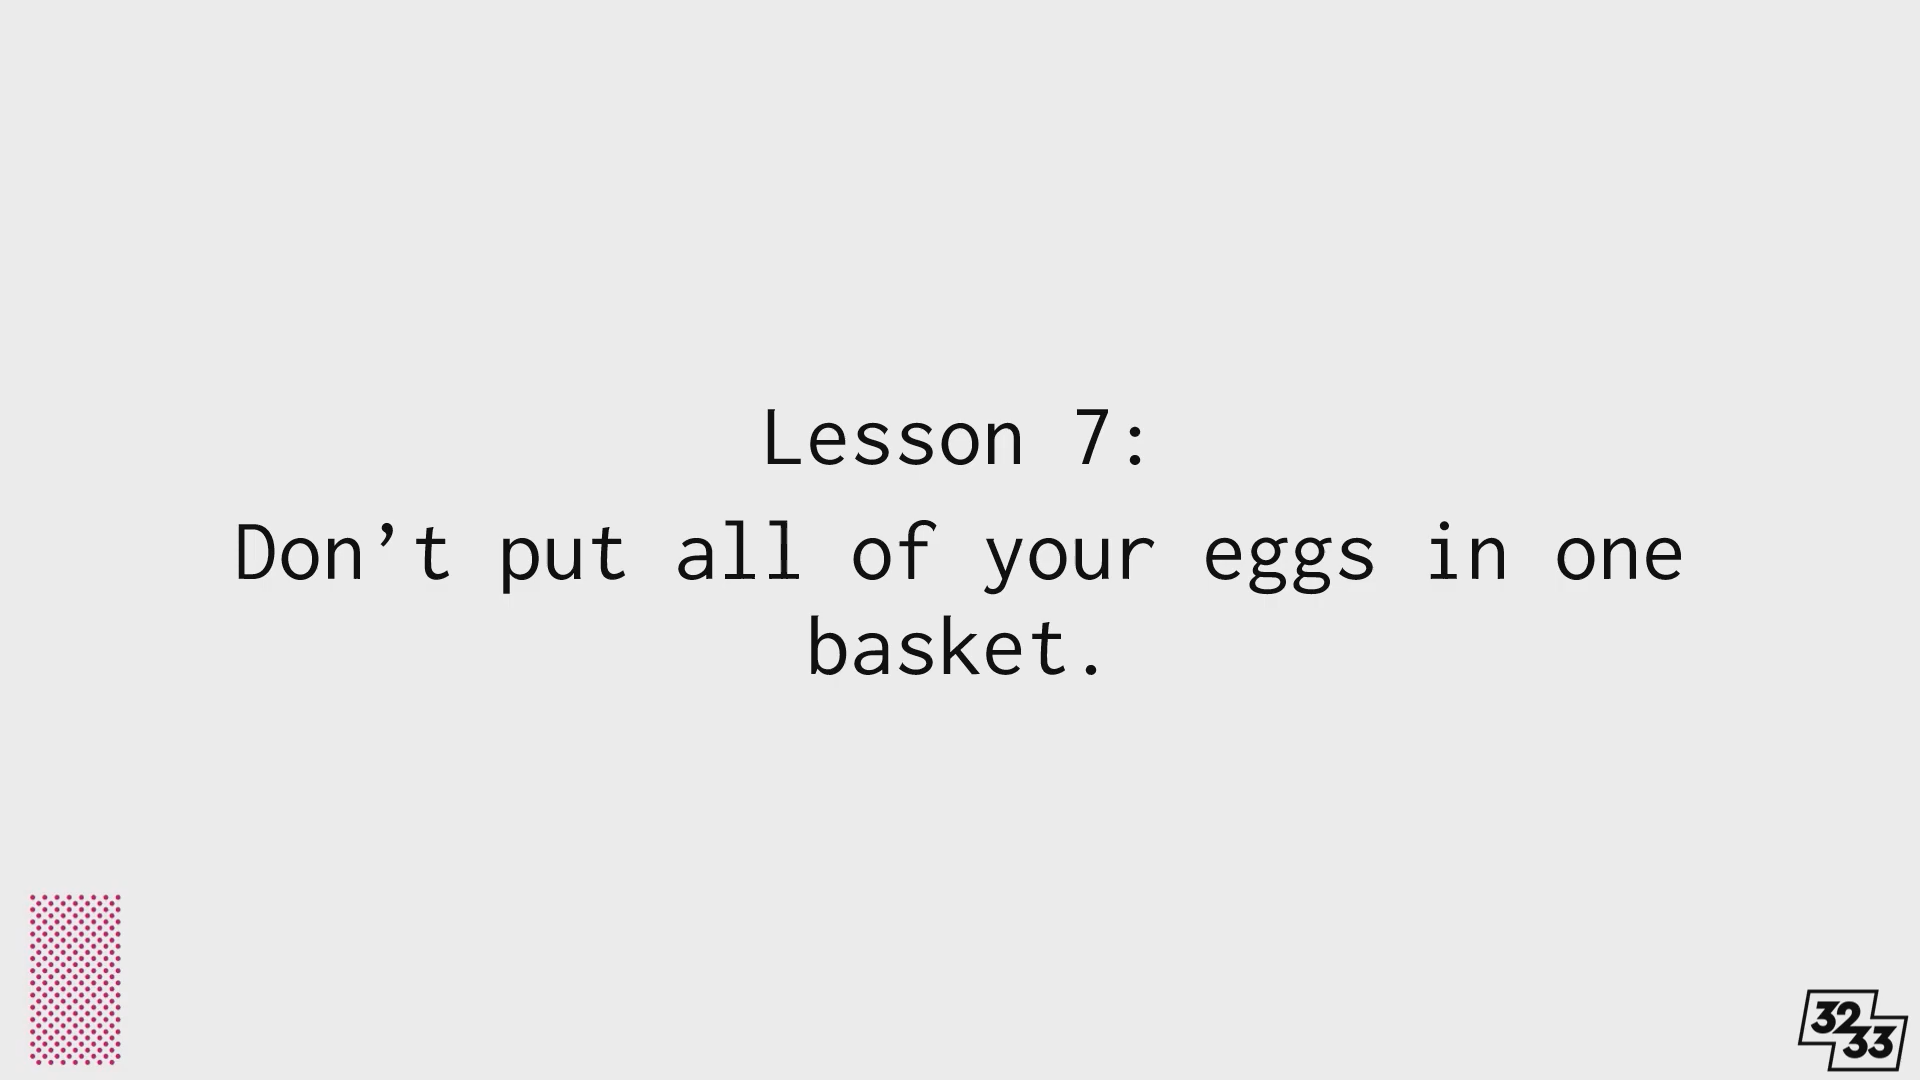 Lesson 7:
Don’t put all of your eggs in one
basket.
32
33